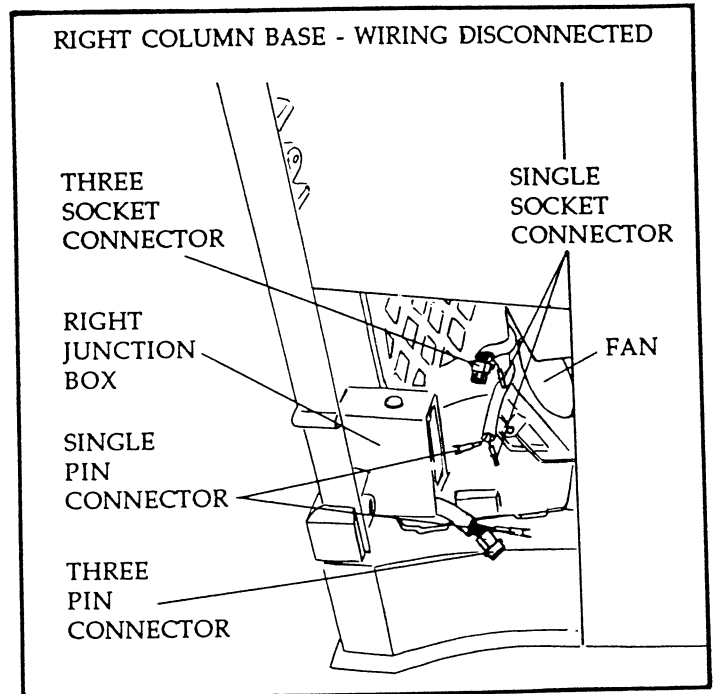 RIGHT COLUMN BASE - WIRING DISCONNECTED
THREE
SOCKET
CONNECTOR
SINGLE
SOCKET
CONNECTOR
RIGHT
JUNCTION
BOX
FAN
SINGLE
PIN
CONNECTOR
THREE
PIN
CONNECTOR